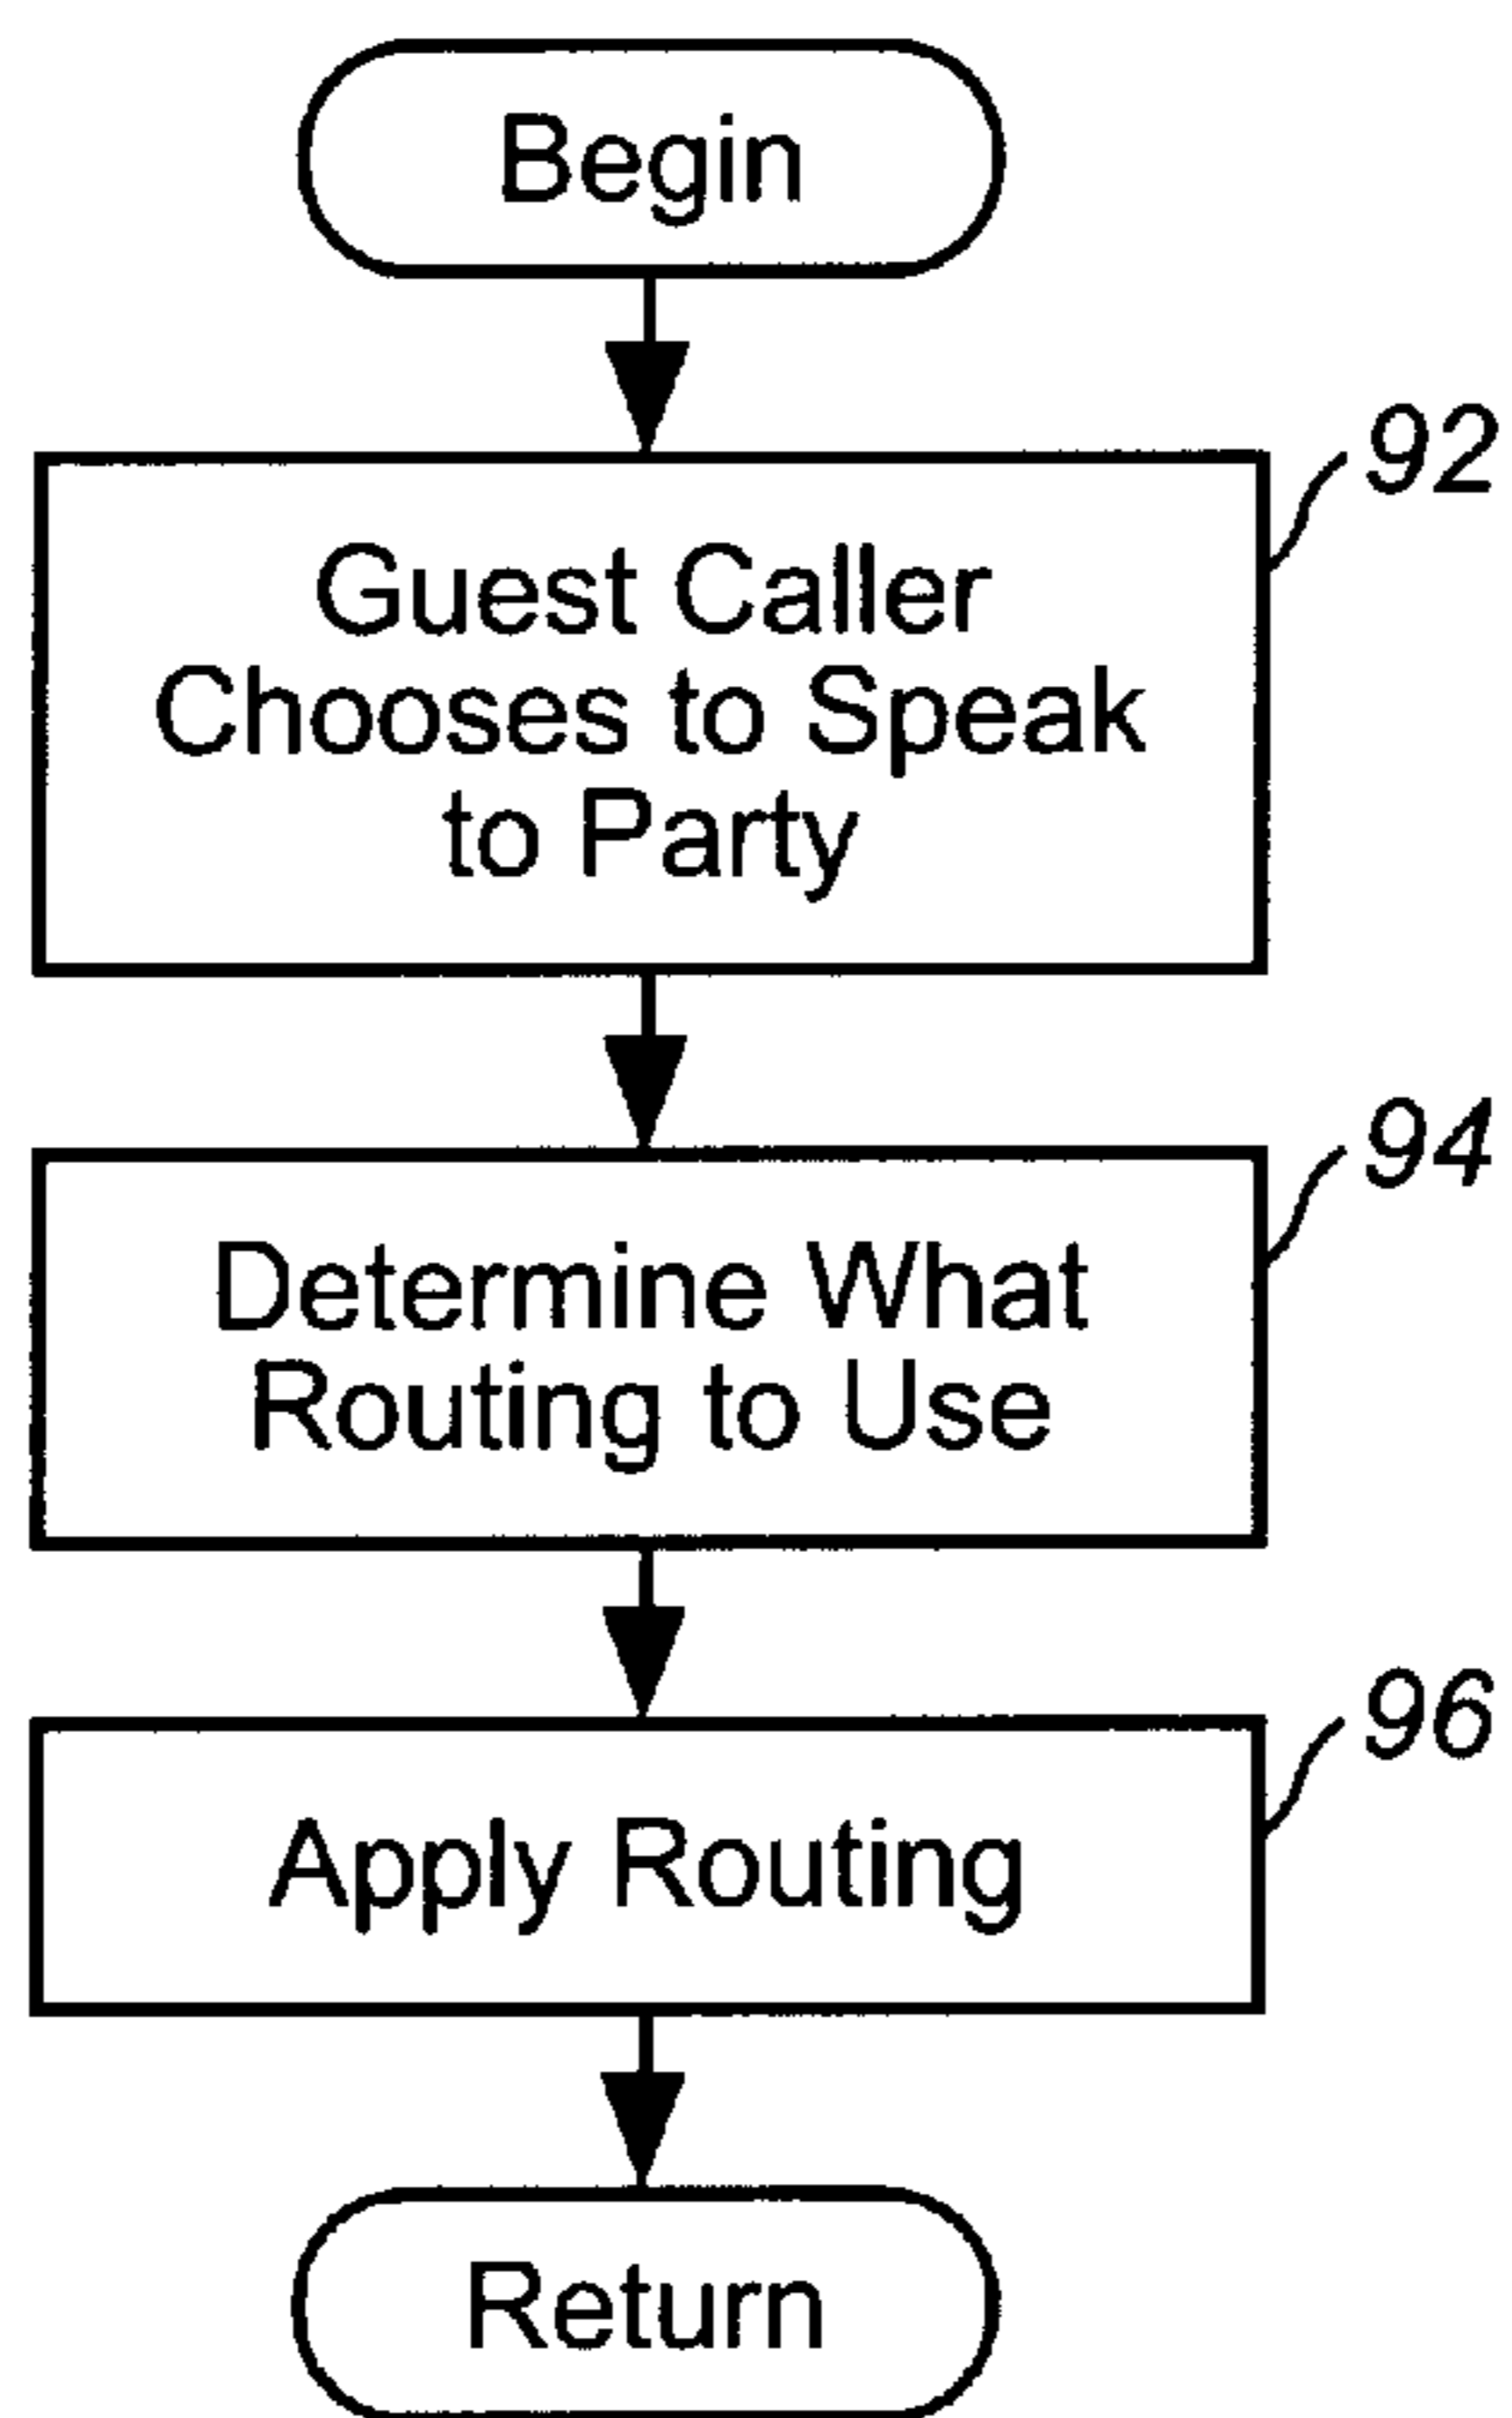 Begin
92
Guest Caller
Chooses to Speak
to Party
94
Determine What
Routing to Use
96
Apply Routing
Return